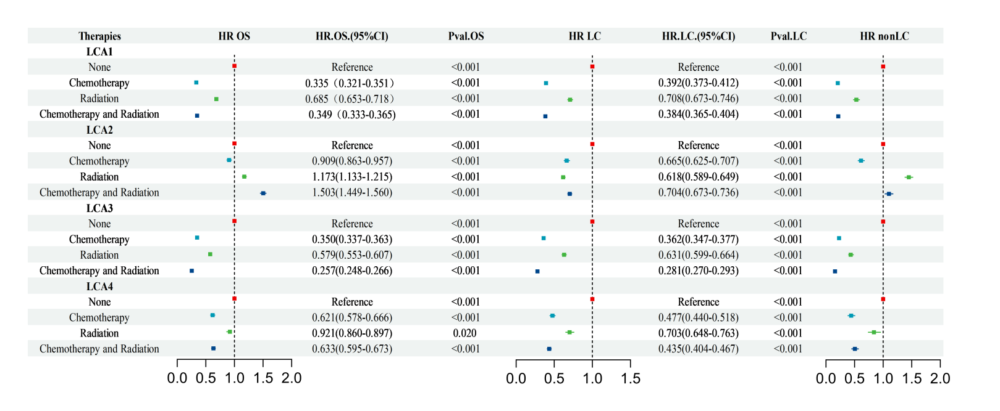 Therapies HR OS HR.OS.(95%CI) Pval.OS HR LC HR.LC.(95%CI) Pval.LC HR nonLC
LCA1
None Reference <0.001 Reference <0.001
Chemotherapy 0.335（0.321-0.351） <0.001 0.392(0.373-0.412) <0.001
Radiation 0.685（0.653-0.718） <0.001 0.708(0.673-0.746) <0.001
Chemotherapy and Radiation 0.349（0.333-0.365) <0.001 0.384(0.365-0.404) <0.001
LCA2
None Reference <0.001 Reference <0.001
Chemotherapy 0.909(0.863-0.957) <0.001 0.665(0.625-0.707) <0.001
Radiation 1.173(1.133-1.215) <0.001 0.618(0.589-0.649) <0.001
Chemotherapy and Radiation 1.503(1.449-1.560) <0.001 0.704(0.673-0.736) <0.001
LCA3
None Reference <0.001 Reference <0.001
Chemotherapy 0.350(0.337-0.363) <0.001 0.362(0.347-0.377) <0.001
Radiation 0.579(0.553-0.607) <0.001 0.631(0.599-0.664) <0.001
Chemotherapy and Radiation 0.257(0.248-0.266) <0.001 0.281(0.270-0.293) <0.001
LCA4
None Reference <0.001 Reference <0.001
Chemotherapy 0.621(0.578-0.666) <0.001 0.477(0.440-0.518) <0.001
Radiation 0.921(0.860-0.897) 0.020 0.703(0.648-0.763) <0.001
Chemotherapy and Radiation 0.633(0.595-0.673) <0.001 0.435(0.404-0.467) <0.001
0.0 0.5 1.0 1.5 2.0 0.0 0.5 1.0 1.5 0.0 0.5 1.0 1.5 2.0